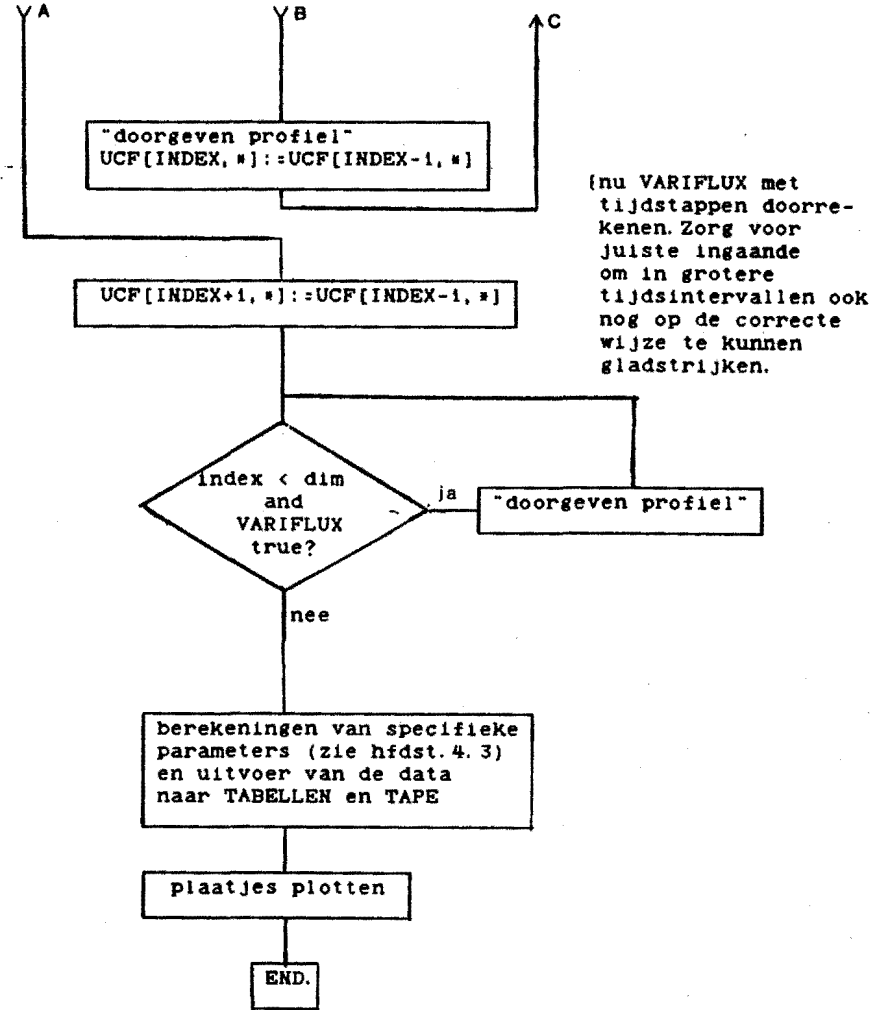 A
B
C
"doorgeven profiel"
UCF[INDEX, *]:=UCF[INDEX-1, *]
{nu VARIFLUX met
tijdstappen doorre-
kenen. Zorg voor
juiste ingaande
om in grotere
tijdsintervallen ook
nog op de correcte
wijze te kunnen
gladstrijken.
UCF[INDEX+1, *]:=UCF[INDEX-1, *]
index < dim
and
VARIFLUX
true?
ja
"doorgeven profiel"
nee
berekeningen van specifieke
parameters (zie hfdst. 4. 3)
en uitvoer van de data
naar TABELLEN en TAPE
plaatjes plotten
END.